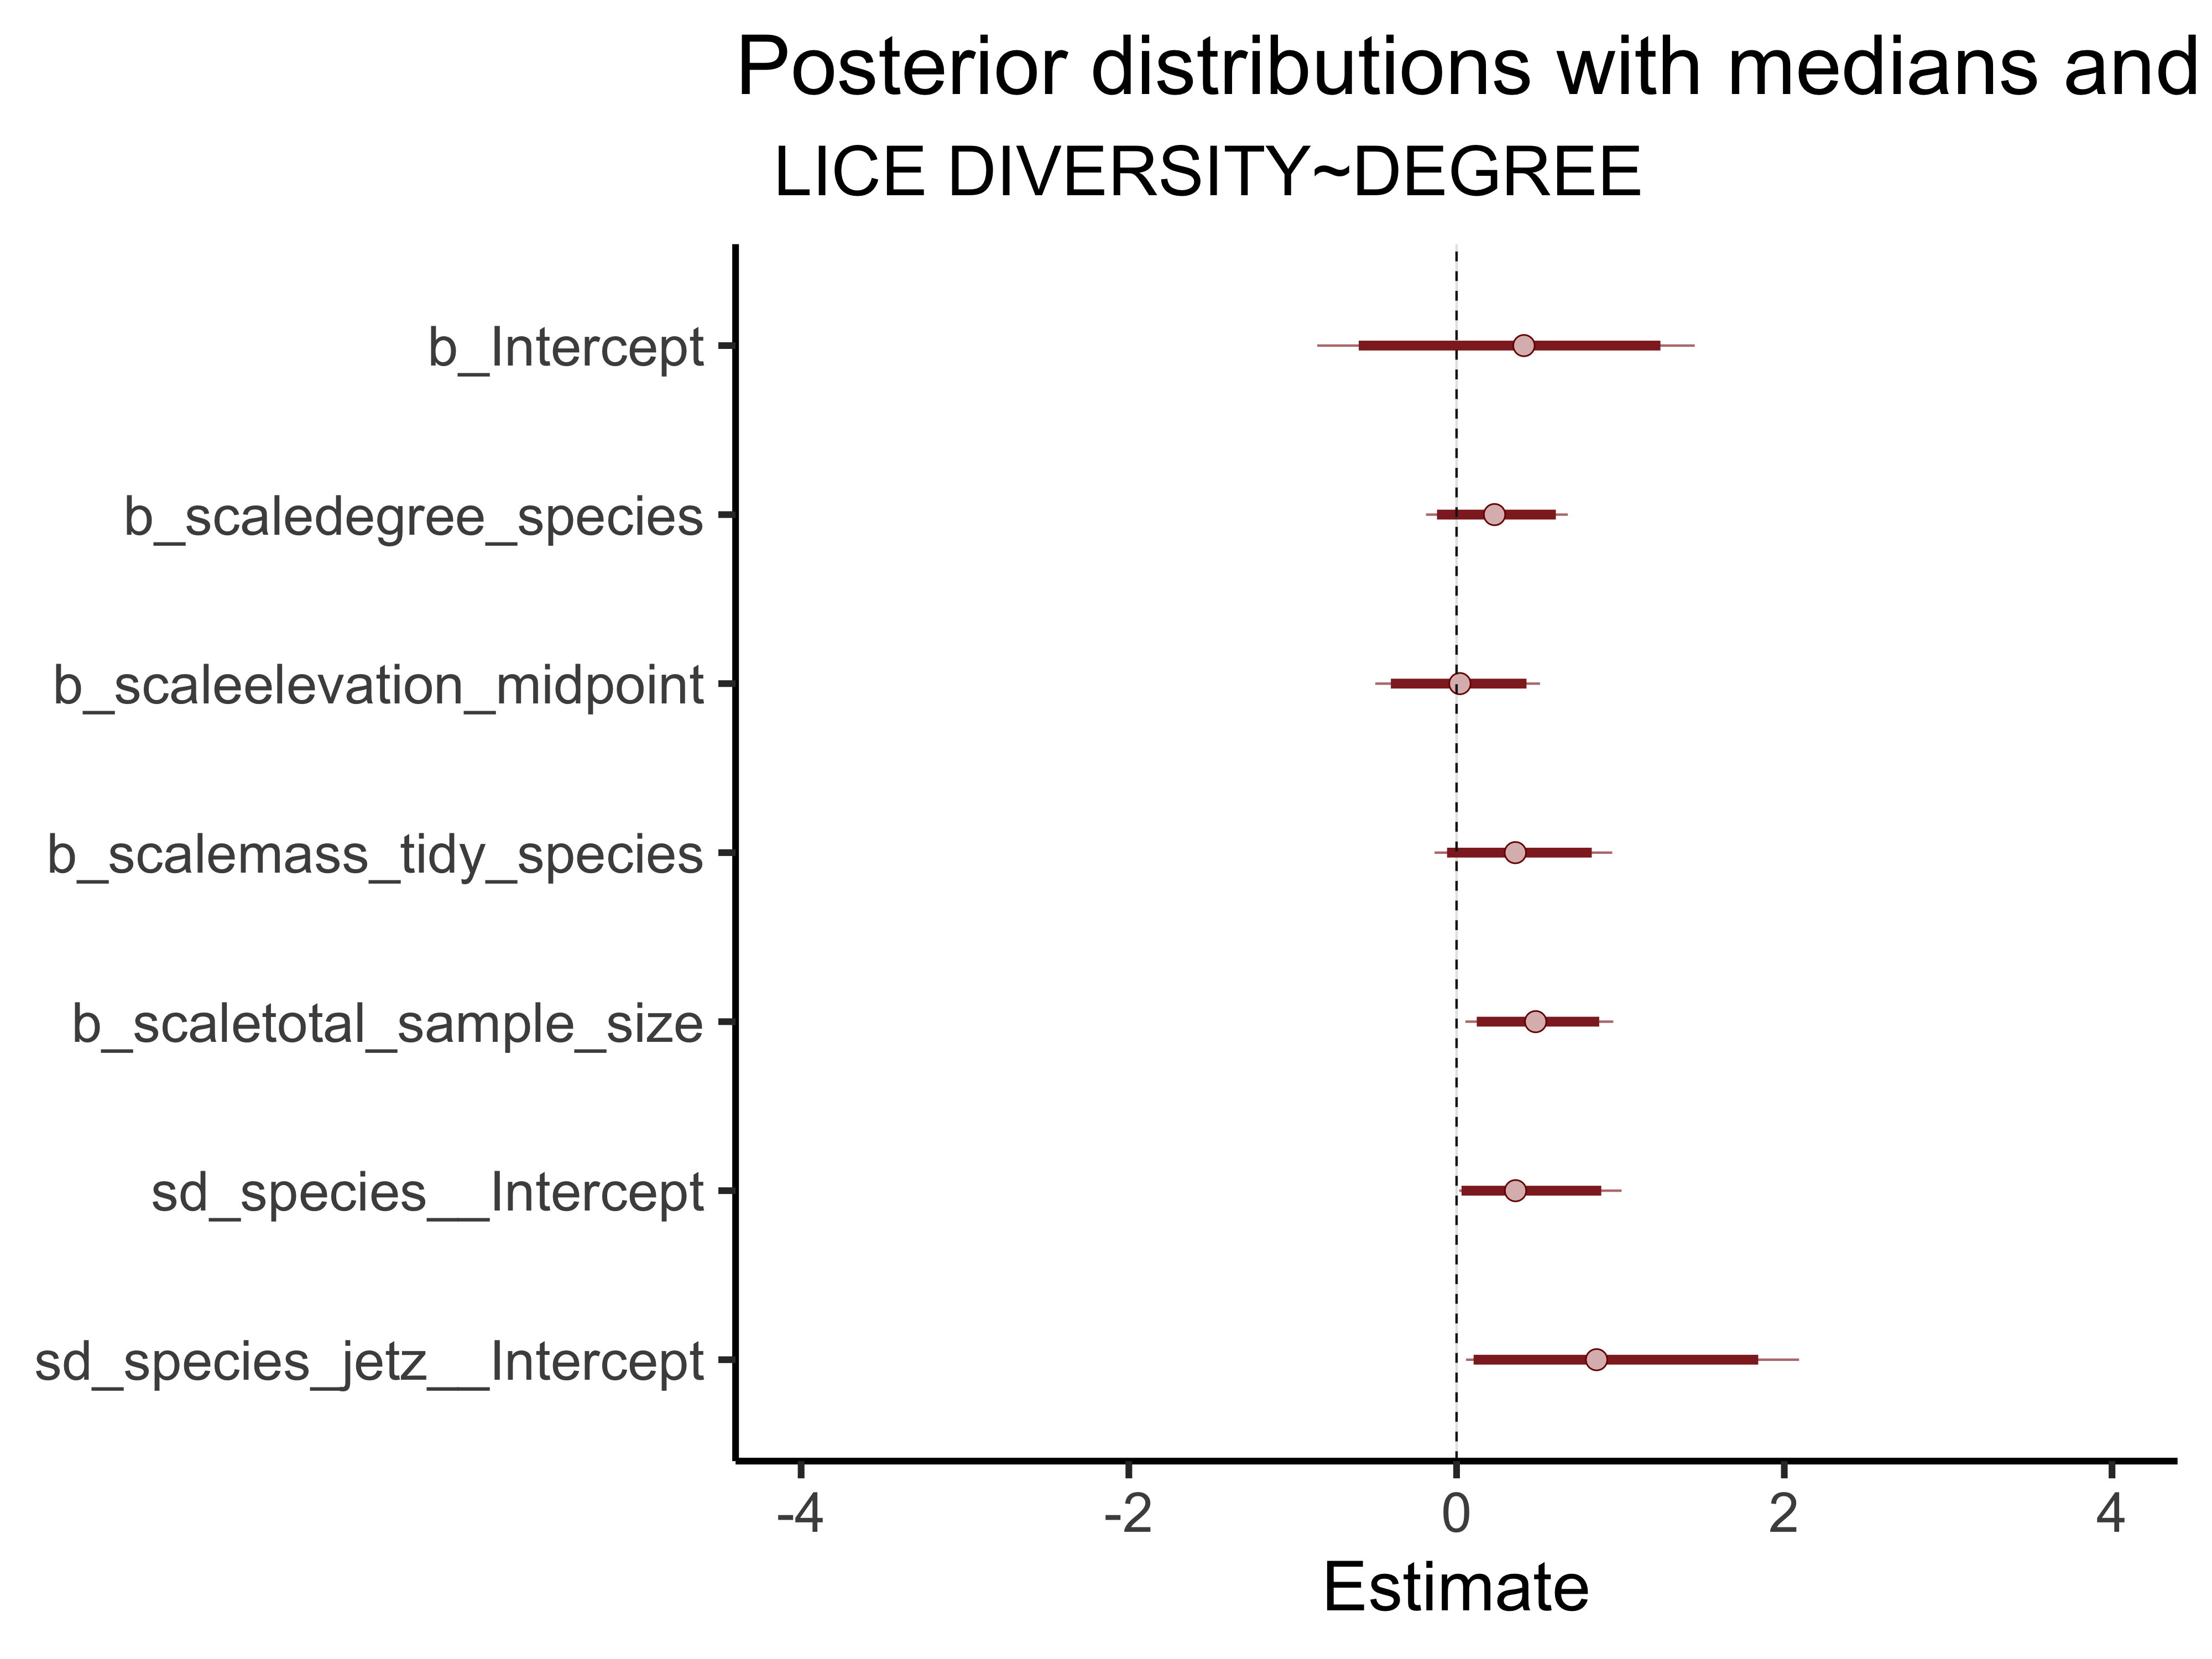 Posterior distributions with medians and
LICE DIVERSITY~DEGREE
b_Intercept
b_scaledegree_species
b_scaleelevation_midpoint
b_scalemass_tidy_species
b_scaletotal_sample_size
sd_species__Intercept
sd_species_jetz__Intercept
-4 -2 0 2 4
Estimate